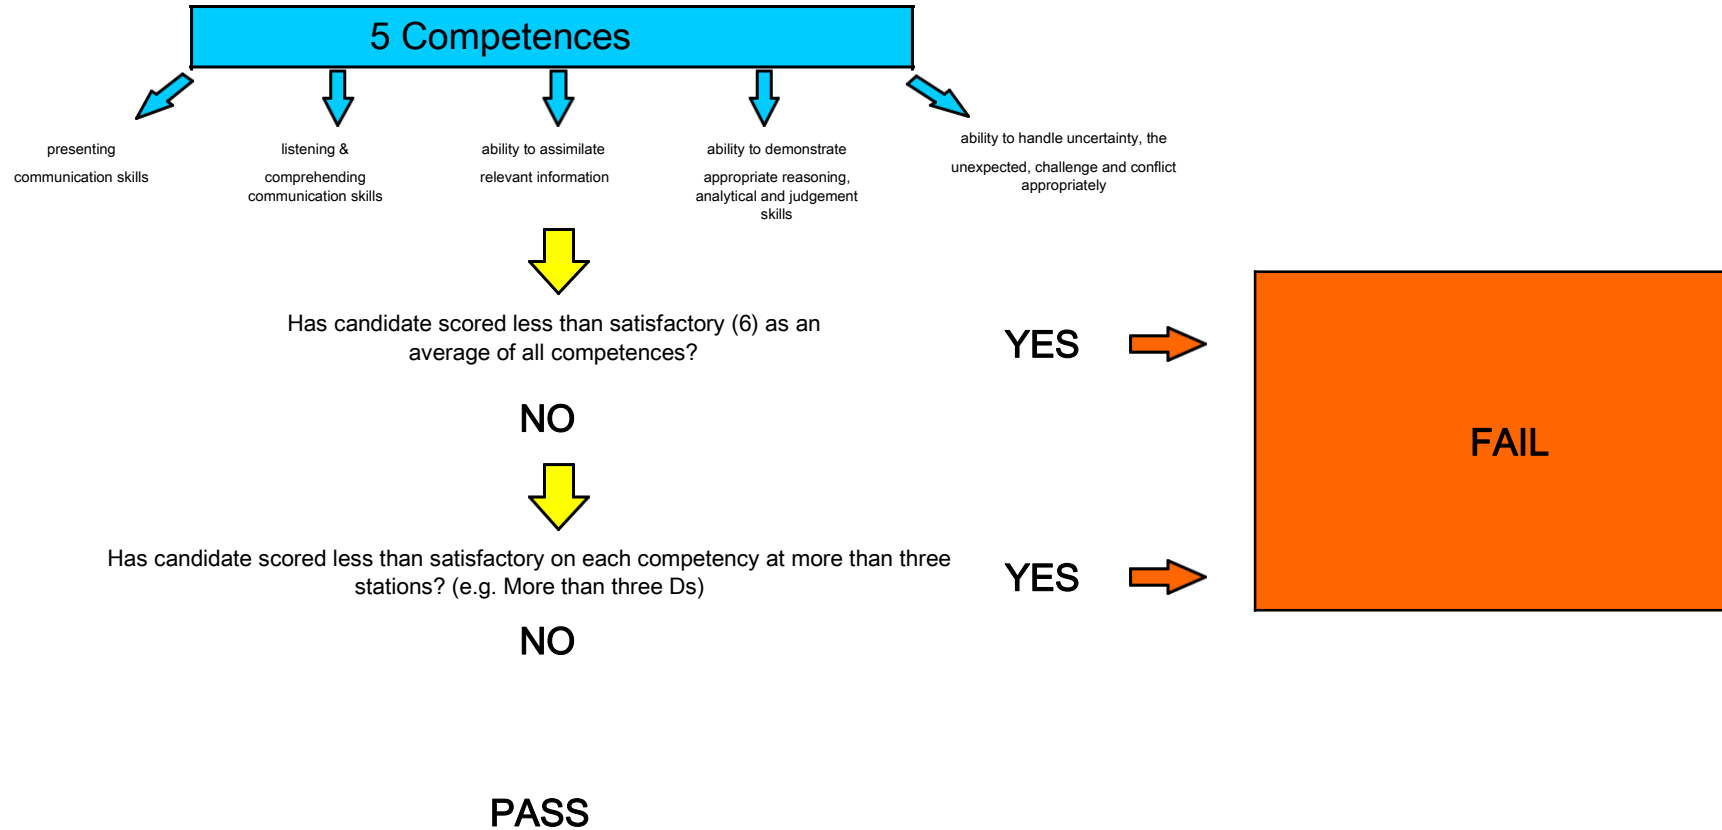 5 Competences
presenting
communication skills
listening &
comprehending
communication skills
ability to assimilate
relevant information
ability to demonstrate
appropriate reasoning,
analytical and judgement
skills
ability to handle uncertainty, the
unexpected, challenge and conflict
appropriately
Has candidate scored less than satisfactory (6) as an
average of all competences?
YES
NO
FAIL
Has candidate scored less than satisfactory on each competency at more than three
stations? (e.g. More than three Ds)
YES
NO
PASS